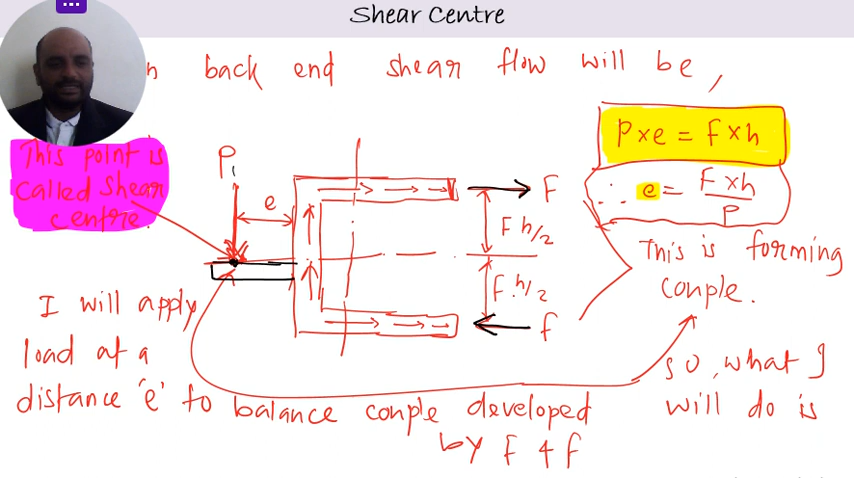 Shear Centre
h back end shear flow will be,
This point is
called Shear
centre.
P
e
F
F h/2
F. h/2
f
P x e = F x h
∴ e = F x h / P
This is forming
couple.
I will apply
load at a
distance 'e' to balance couple developed
by F & f
so, what I
will do is